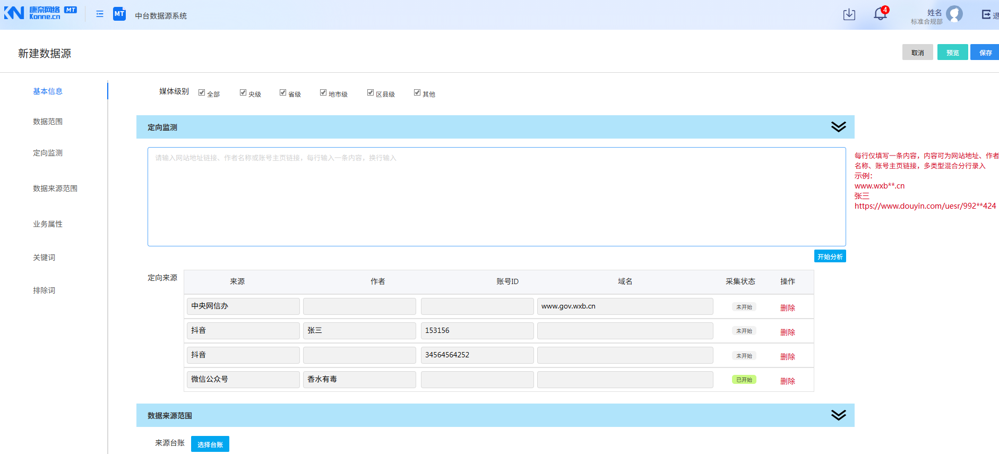 康奈网络 MT
Konne.cn
MT
中台数据源系统
4
姓名
标准合规部
退
新建数据源
取消
预览
保存
基本信息
数据范围
定向监测
数据来源范围
业务属性
关键词
排除词
媒体级别 全部 央级 省级 地市级 区县级 其他
定向监测
请输入网站地址链接、作者名称或账号主页链接，每行输入一条内容，换行输入
每行仅填写一条内容，内容可为网站地址、作者
名称、账号主页链接，多类型混合分行录入
示例：
www.wxb**.cn
张三
https://www.douyin.com/uesr/992**424
开始分析
定向来源
来源 作者 账号ID 域名 采集状态 操作
中央网信办 www.gov.wxb.cn 未开始 删除
抖音 张三 153156 未开始 删除
抖音 34564564252 未开始 删除
微信公众号 香水有毒 已开始 删除
数据来源范围
来源台账 选择台账